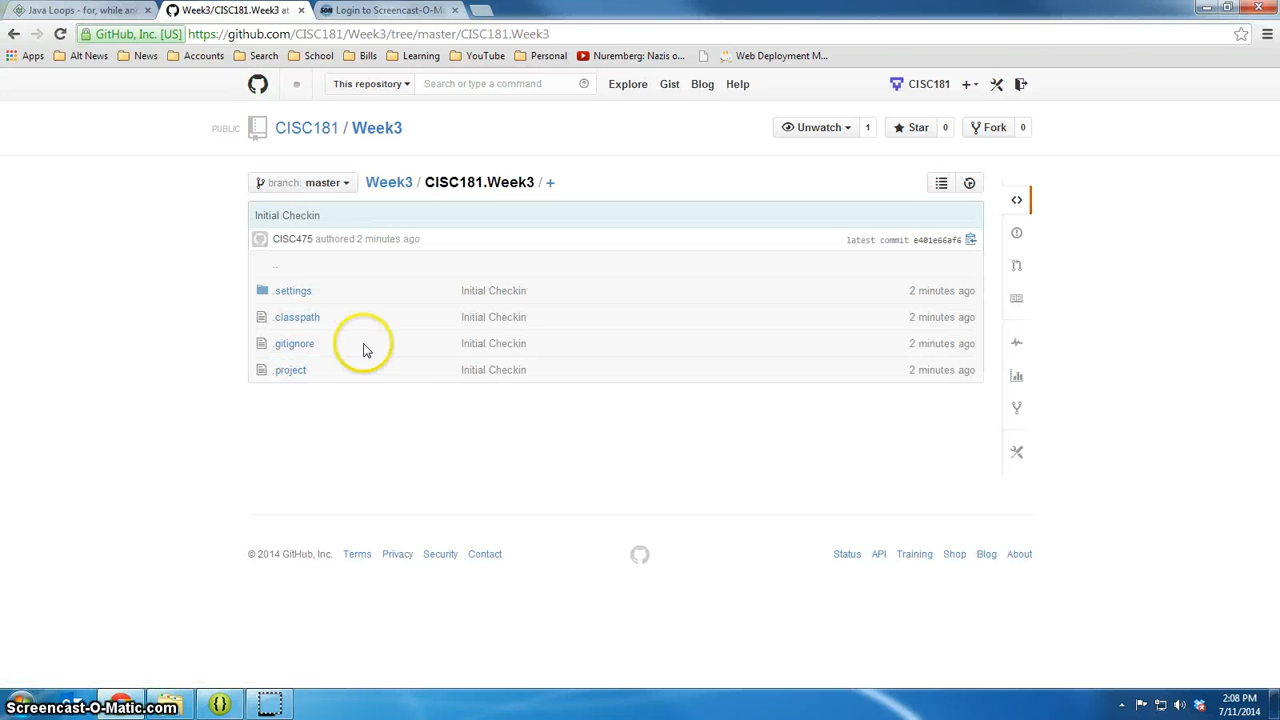 Java Loops - for, while an
Week3/CISC181.Week3 at
Login to Screencast-O-Ma
GitHub, Inc. [US]
https://github.com/CISC181/Week3/tree/master/CISC181.Week3
Apps
Alt News
News
Accounts
Search
School
Bills
Learning
YouTube
Personal
Nuremberg: Nazis o...
Web Deployment M...
This repository
Search or type a command
Explore
Gist
Blog
Help
CISC181
PUBLIC
CISC181 / Week3
Unwatch
1
Star
0
Fork
0
branch: master
Week3 / CISC181.Week3 / +
Initial Checkin
CISC475 authored 2 minutes ago
latest commit e401e66af6
..
.settings Initial Checkin 2 minutes ago
.classpath Initial Checkin 2 minutes ago
.gitignore Initial Checkin 2 minutes ago
.project Initial Checkin 2 minutes ago
© 2014 GitHub, Inc. Terms Privacy Security Contact
Status API Training Shop Blog About
Screencast-O-Matic.com
2:08 PM
7/11/2014